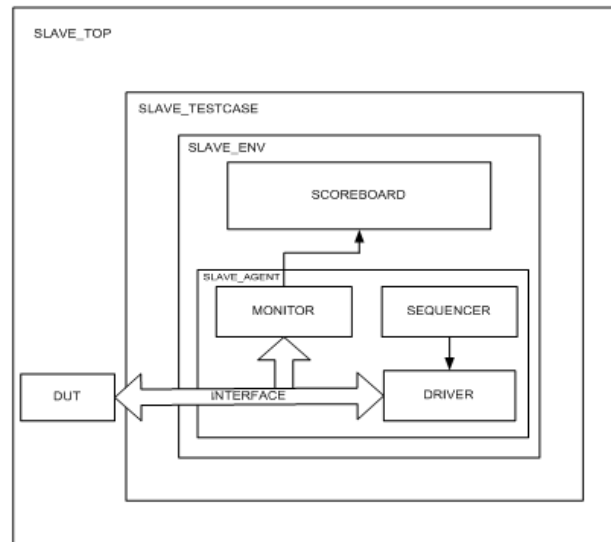 SLAVE_TOP
SLAVE_TESTCASE
SLAVE_ENV
SCOREBOARD
SLAVE_AGENT
MONITOR
SEQUENCER
DUT
INTERFACE
DRIVER